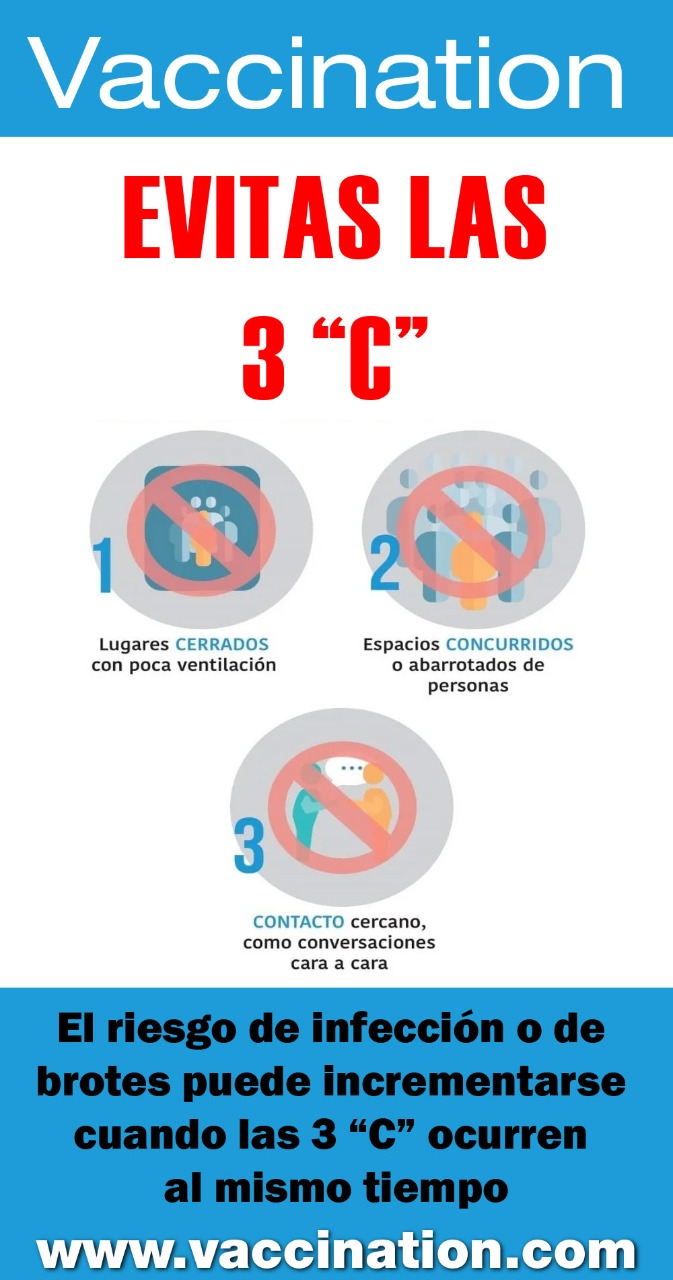 Vaccination
EVITAS LAS
3 “C”
1
Lugares CERRADOS
con poca ventilación
2
Espacios CONCURRIDOS
o abarrotados de
personas
3
CONTACTO cercano,
como conversaciones
cara a cara
El riesgo de infección o de
brotes puede incrementarse
cuando las 3 “C” ocurren
al mismo tiempo
www.vaccination.com